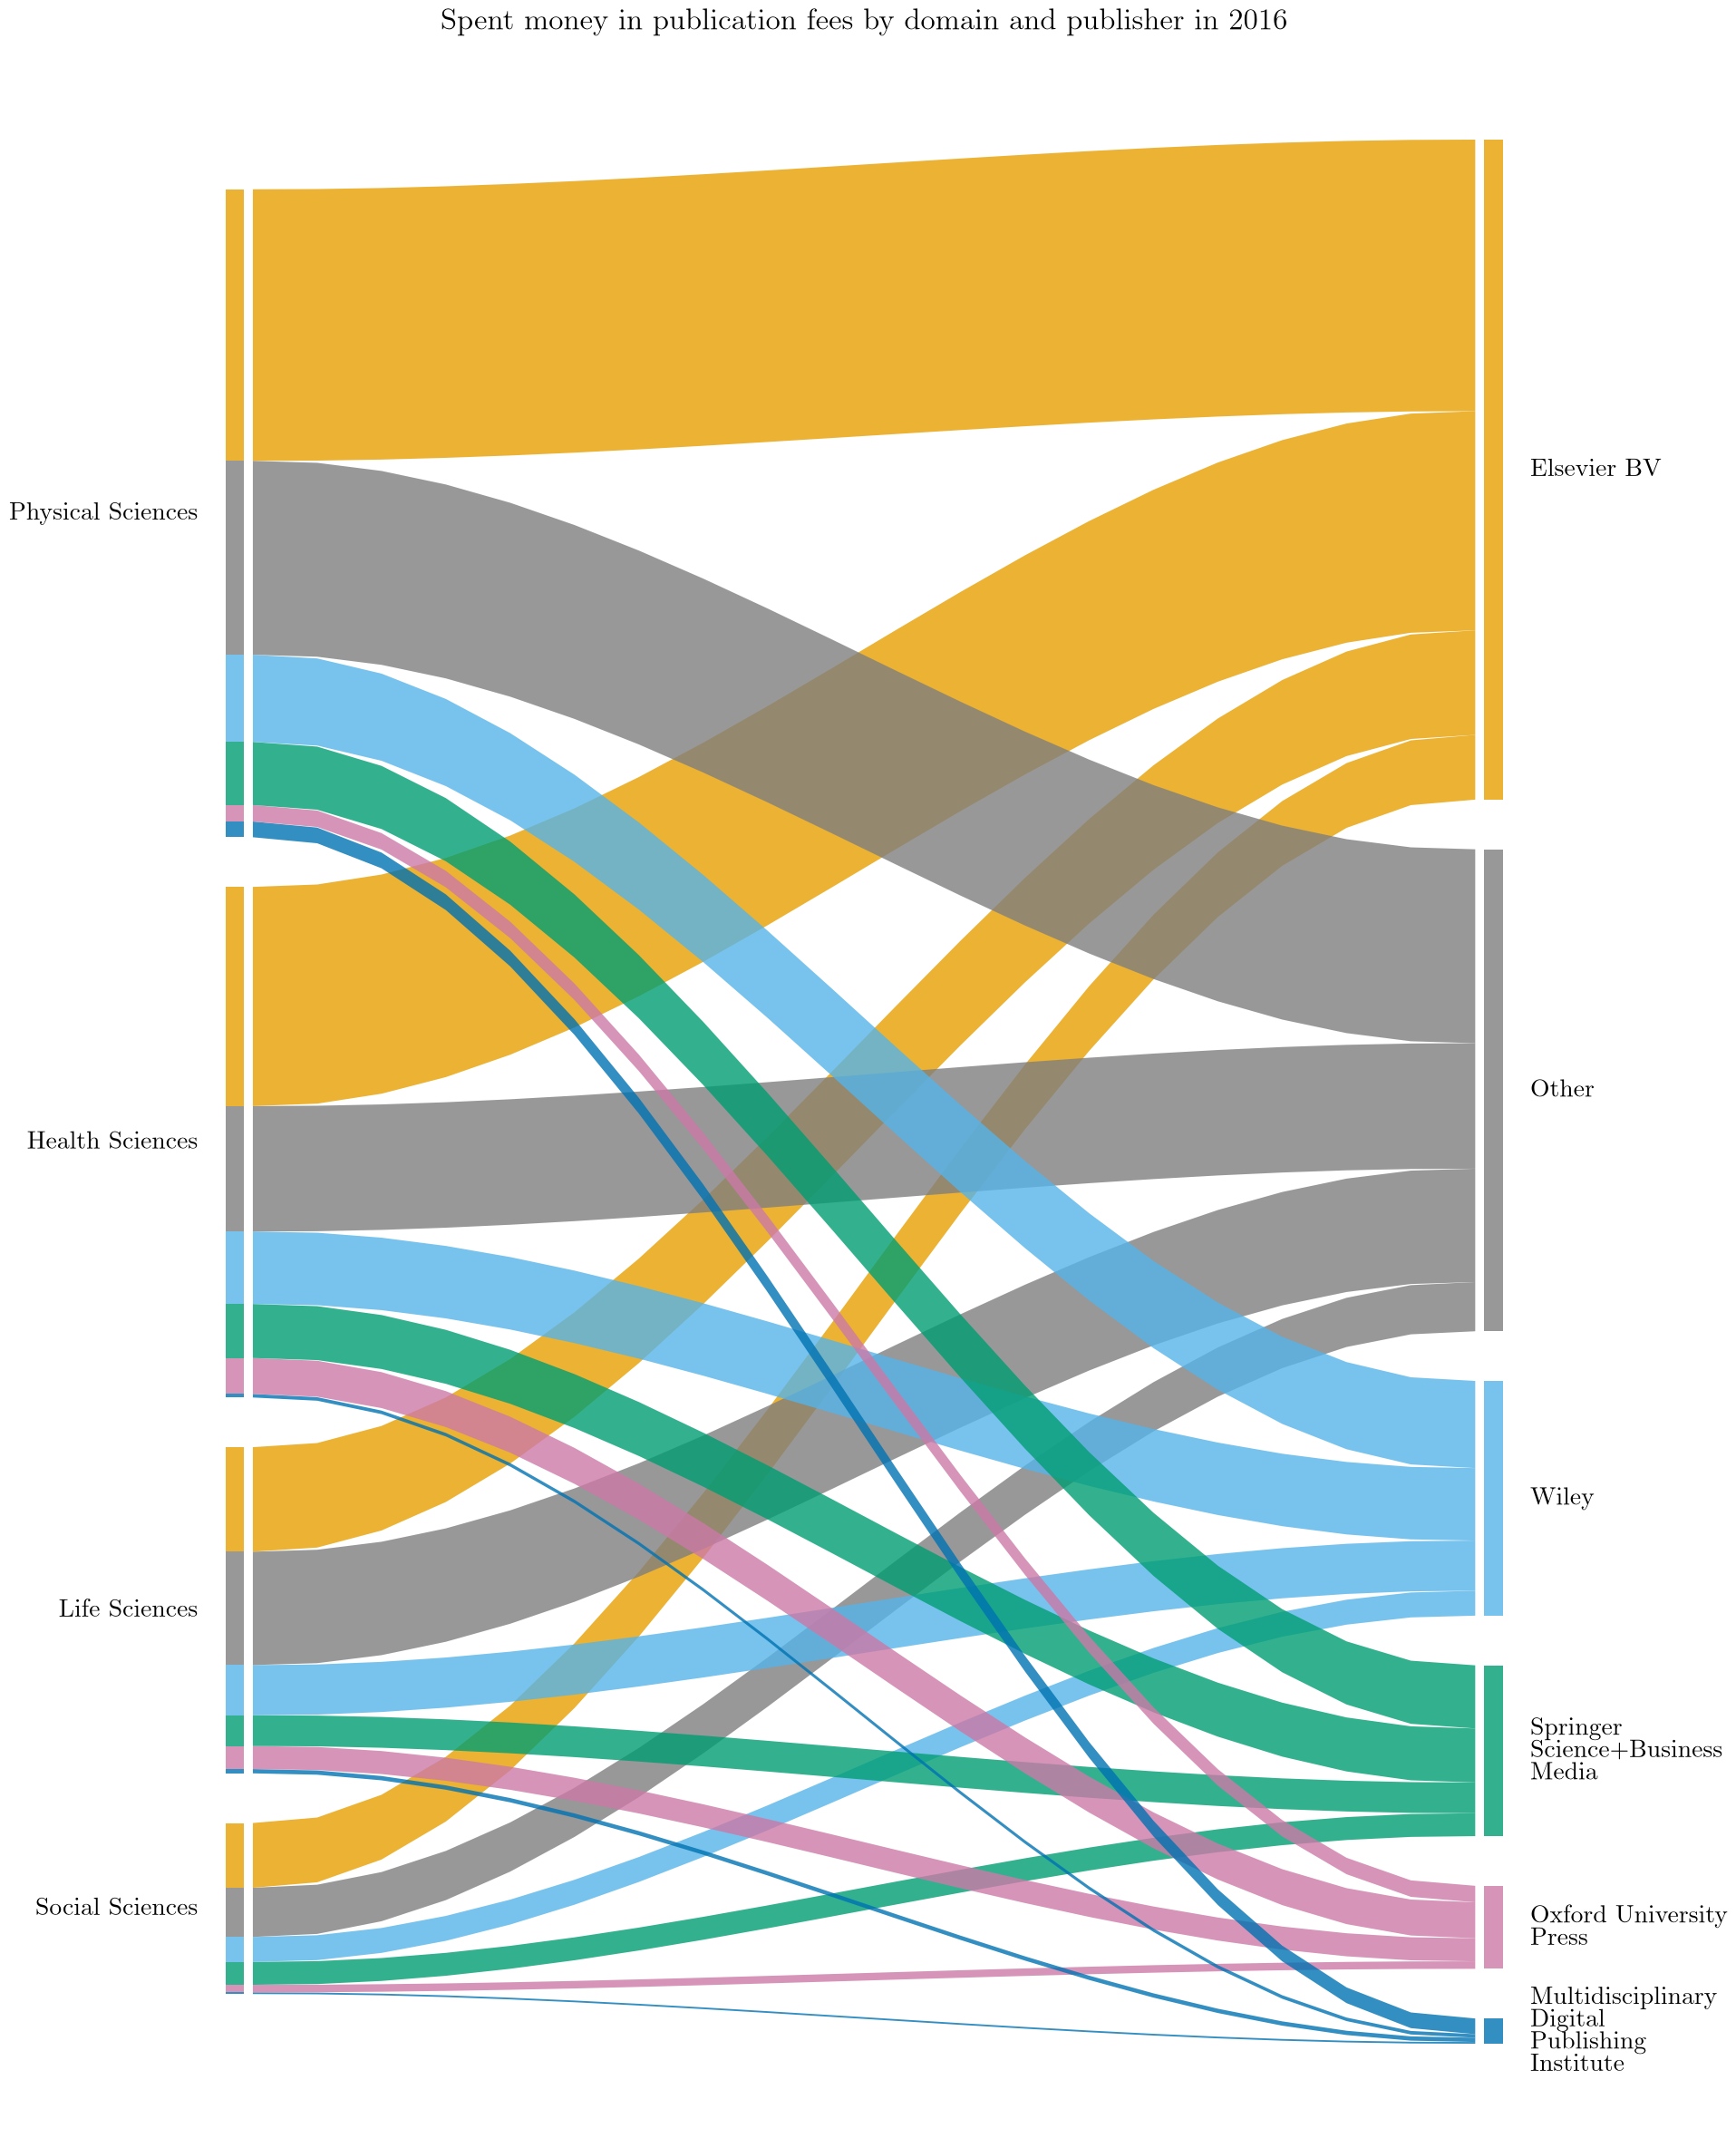 Spent money in publication fees by domain and publisher in 2016
Physical Sciences
Health Sciences
Life Sciences
Social Sciences
Elsevier BV
Other
Wiley
Springer
Science+Business
Media
Oxford University
Press
Multidisciplinary
Digital
Publishing
Institute